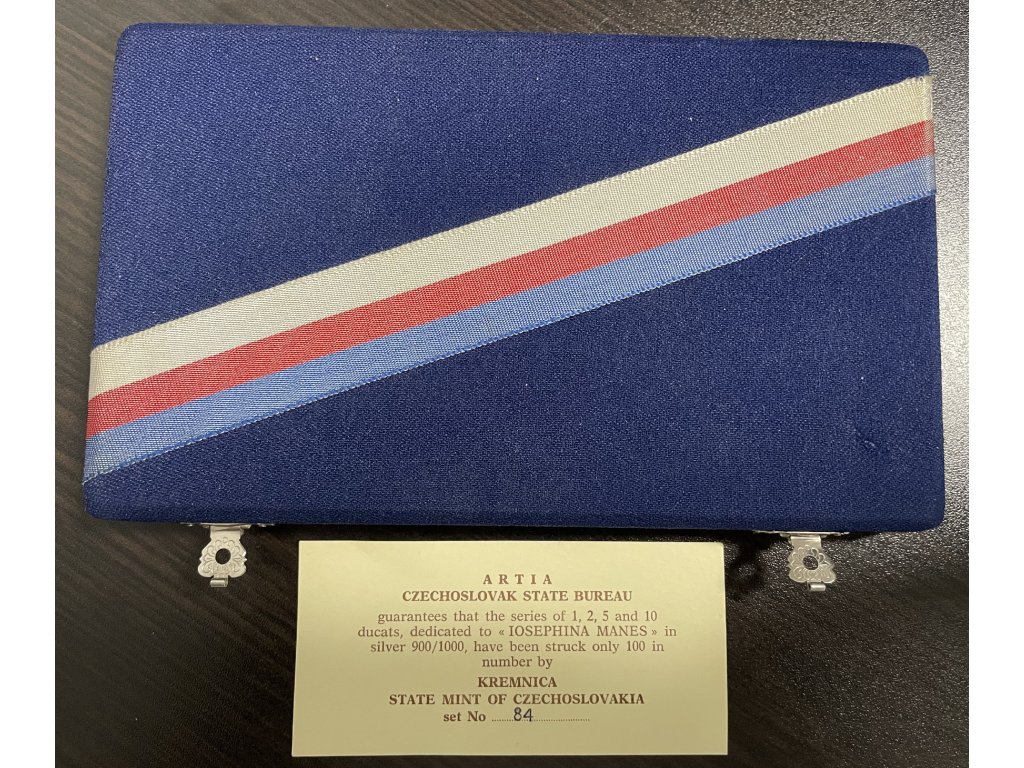 ARTIA
CZECHOSLOVAK STATE BUREAU
guarantees that the series of 1, 2, 5 and 10
ducats, dedicated to « IOSEPHINA MANES » in
silver 900/1000, have been struck only 100 in
number by
KREMNICA
STATE MINT OF CZECHOSLOVAKIA
set No 84